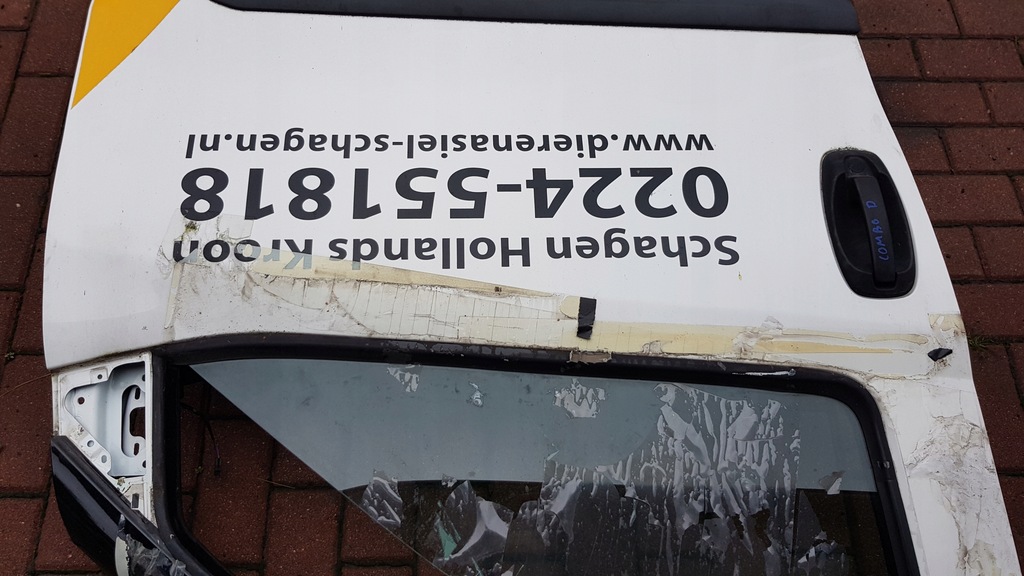 Schagen Hollands Kroon
0224-551818
www.dierenasiel-schagen.nl
COMBO D